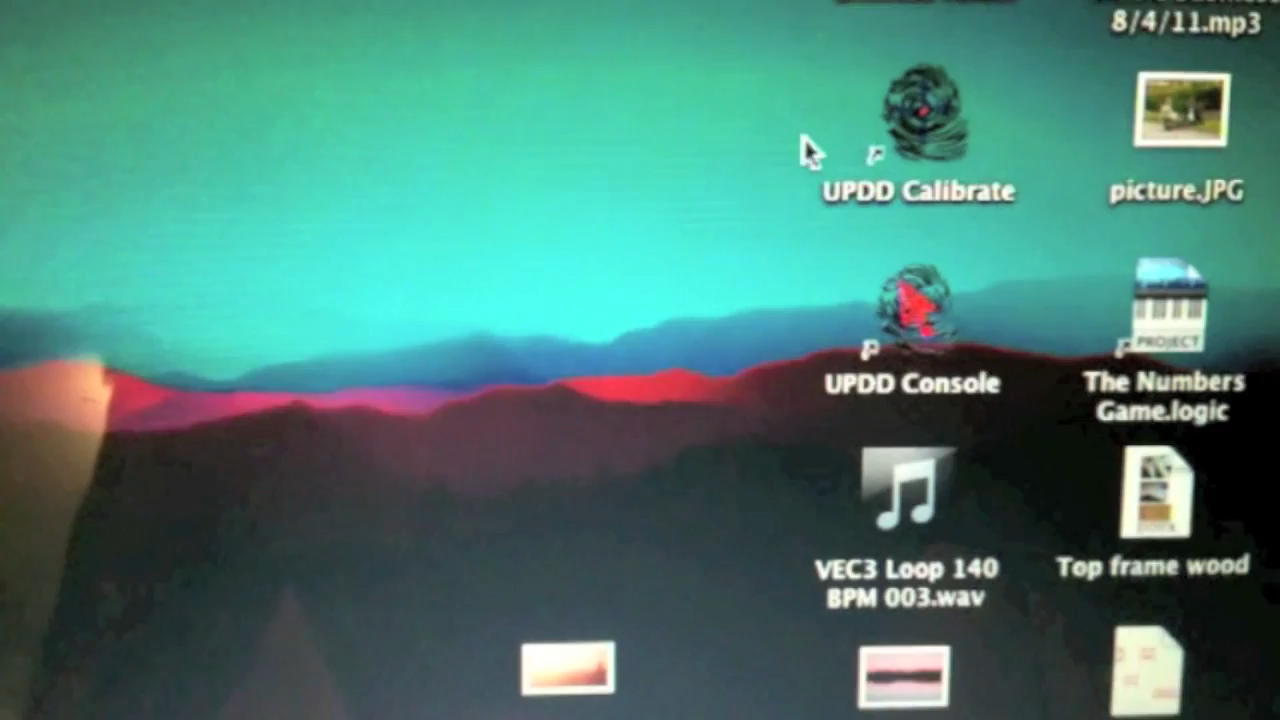 8/4/11.mp3
UPDD Calibrate
picture.JPG
PROJECT
UPDD Console
The Numbers
Game.logic
VEC3 Loop 140
BPM 003.wav
Top frame wood